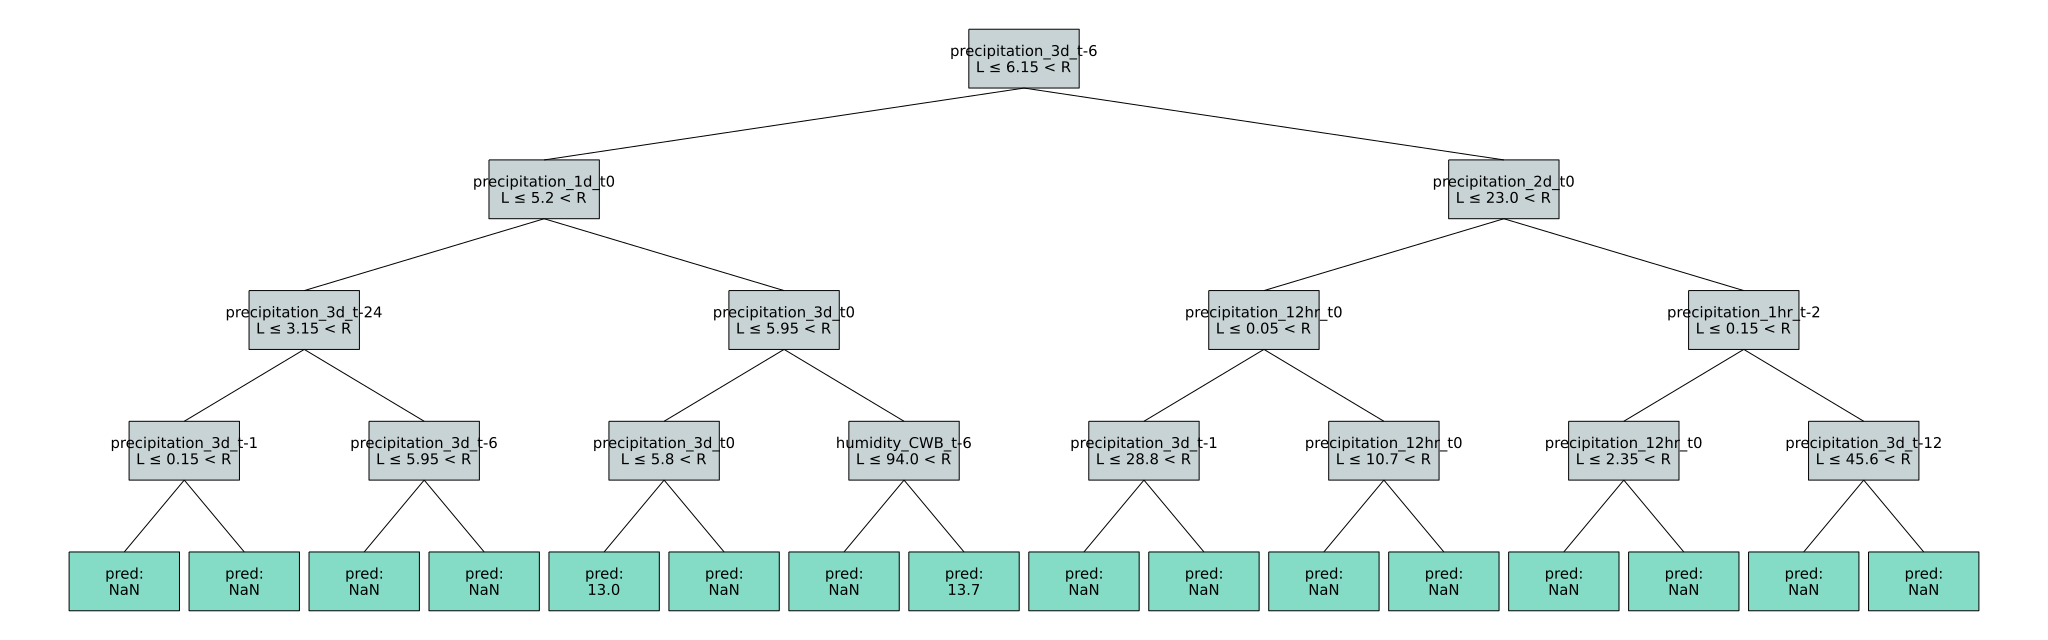 precipitation_3d_t-6
L ≤ 6.15 < R
precipitation_1d_t0
L ≤ 5.2 < R
precipitation_2d_t0
L ≤ 23.0 < R
precipitation_3d_t-24
L ≤ 3.15 < R
precipitation_3d_t0
L ≤ 5.95 < R
precipitation_12hr_t0
L ≤ 0.05 < R
precipitation_1hr_t-2
L ≤ 0.15 < R
precipitation_3d_t-1
L ≤ 0.15 < R
precipitation_3d_t-6
L ≤ 5.95 < R
precipitation_3d_t0
L ≤ 5.8 < R
humidity_CWB_t-6
L ≤ 94.0 < R
precipitation_3d_t-1
L ≤ 28.8 < R
precipitation_12hr_t0
L ≤ 10.7 < R
precipitation_12hr_t0
L ≤ 2.35 < R
precipitation_3d_t-12
L ≤ 45.6 < R
pred:
NaN
pred:
NaN
pred:
NaN
pred:
NaN
pred:
13.0
pred:
NaN
pred:
NaN
pred:
13.7
pred:
NaN
pred:
NaN
pred:
NaN
pred:
NaN
pred:
NaN
pred:
NaN
pred:
NaN
pred:
NaN